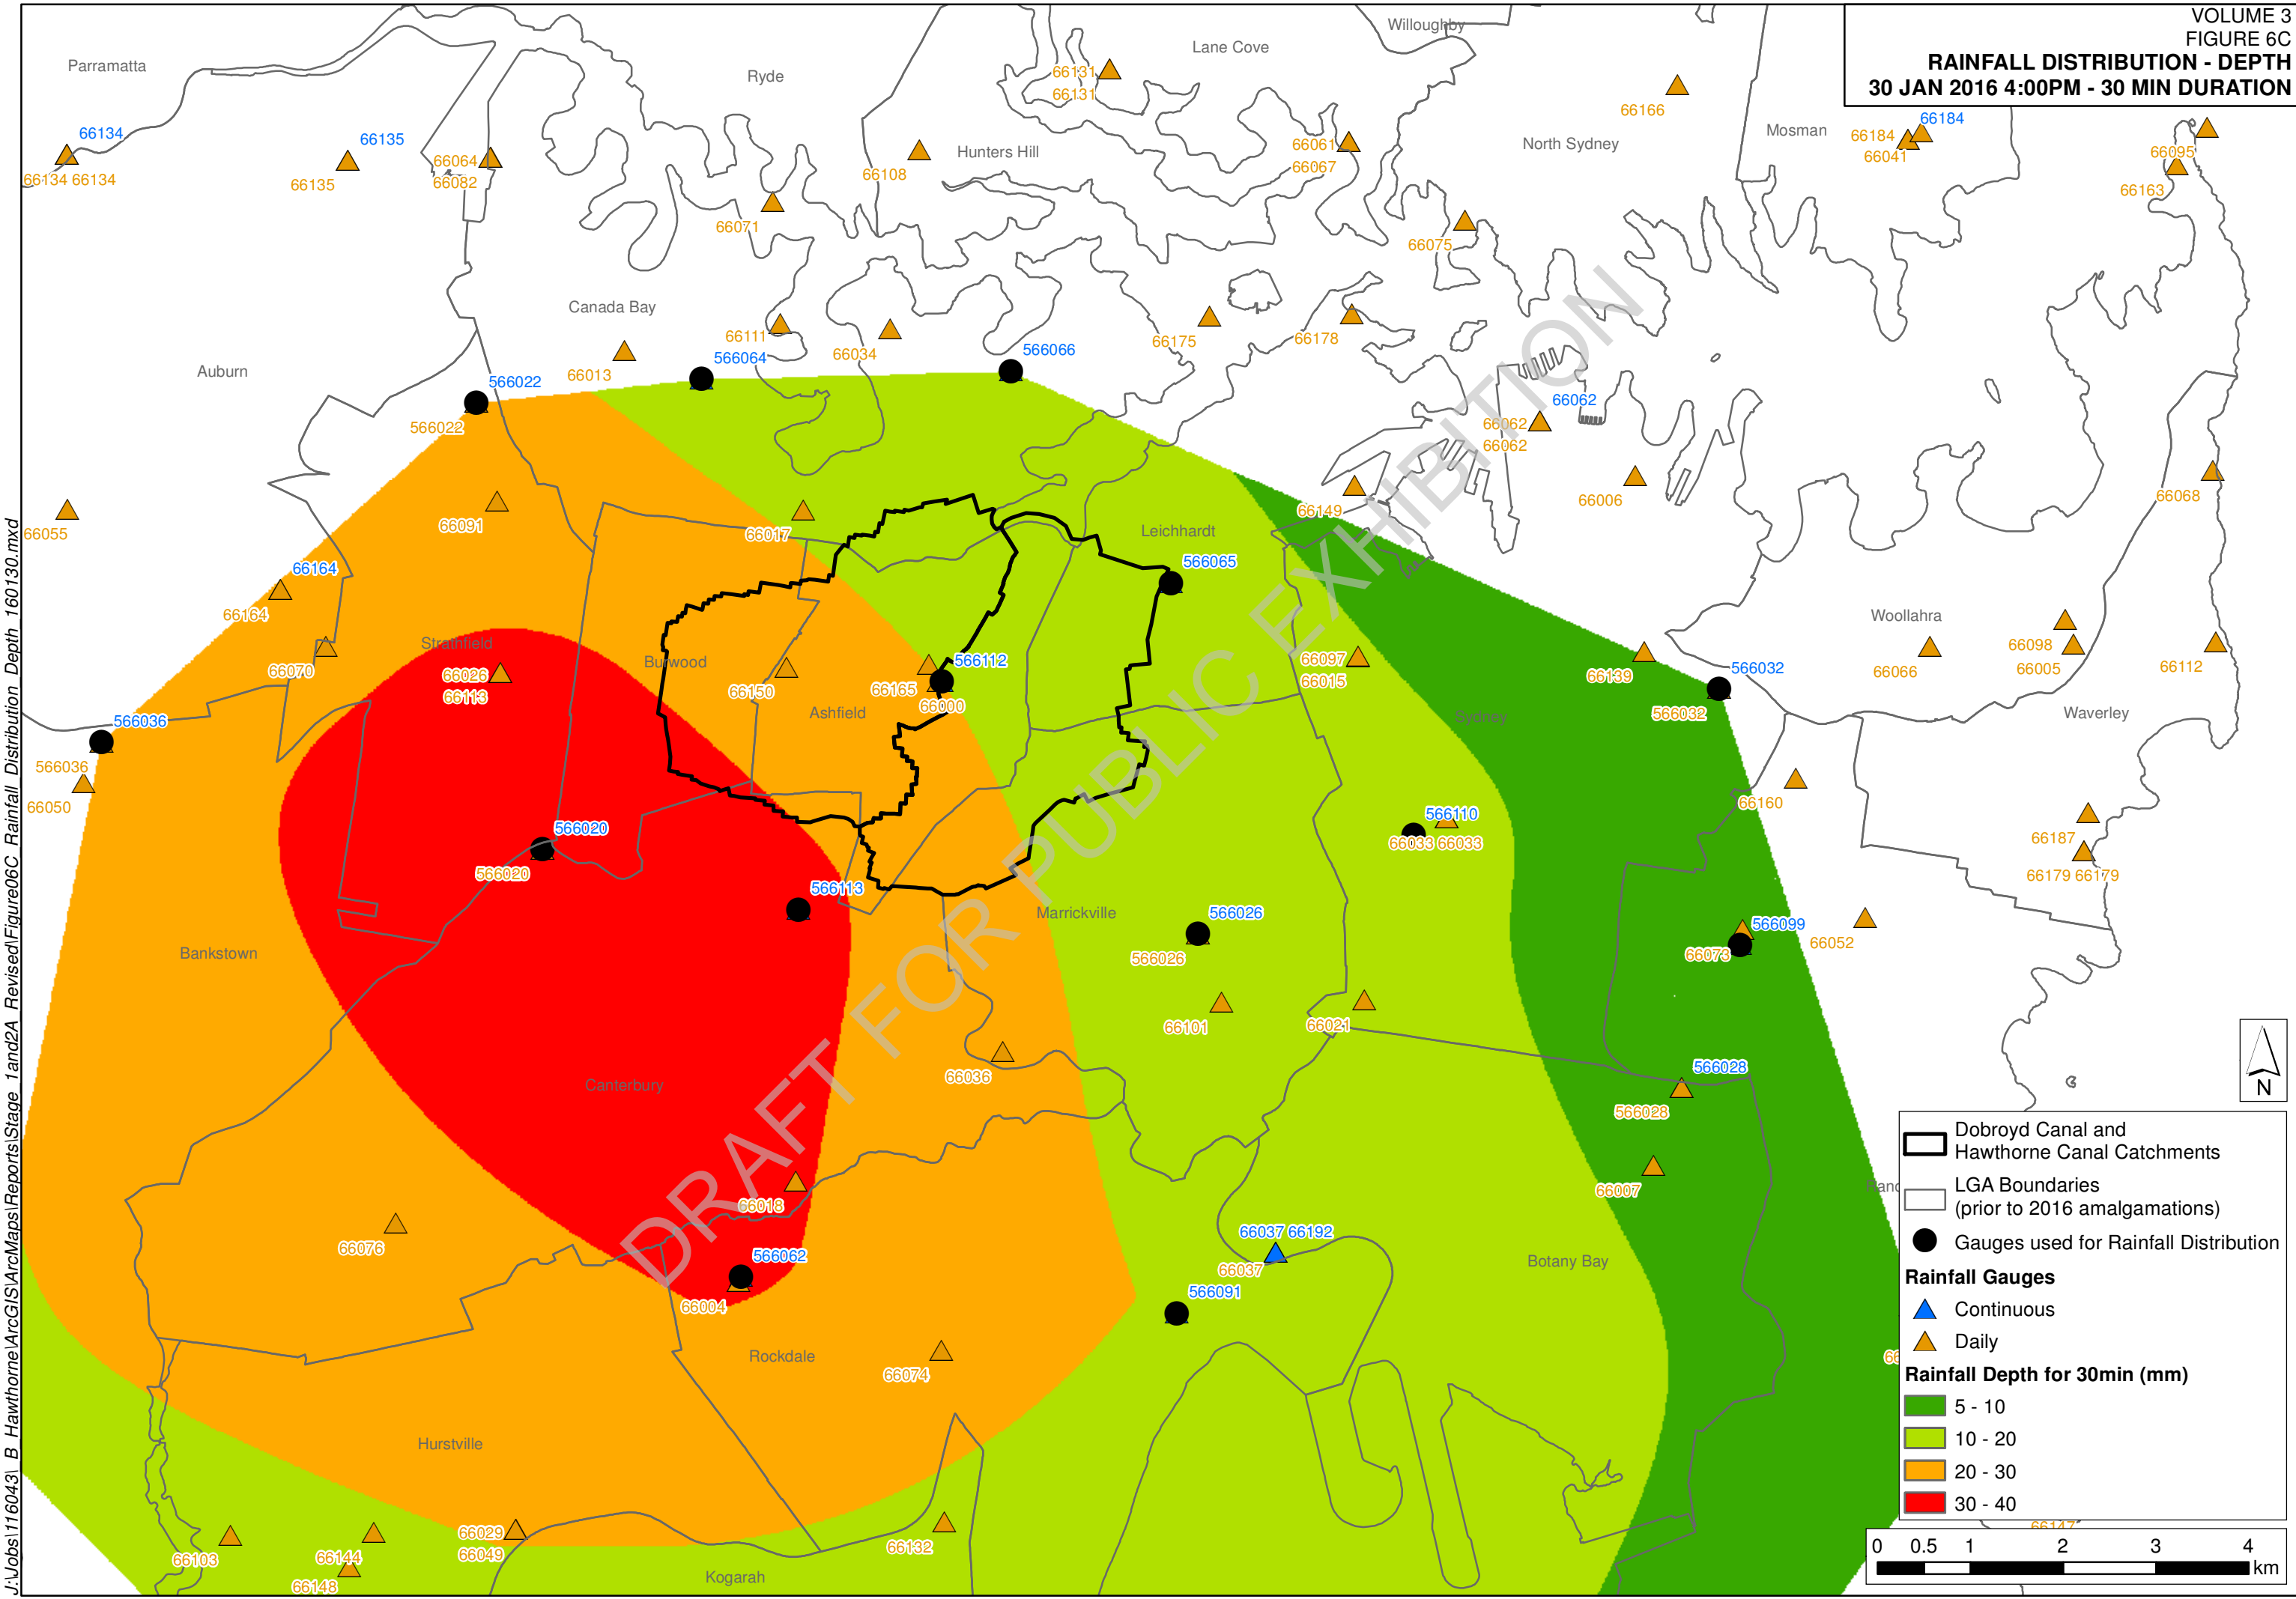 VOLUME 3
FIGURE 6C
RAINFALL DISTRIBUTION - DEPTH
30 JAN 2016 4:00PM - 30 MIN DURATION
Willoughby
Lane Cove
Parramatta
Ryde
66131
66131
66166
66134
66135
66184
66184
66041
Mosman
North Sydney
66061
66067
66095
66163
66134 66134
66135
66064
66082
66108
Hunters Hill
66071
66075
Canada Bay
66111
66034
66175
66178
566064
566066
66013
Auburn
566022
566022
66062
66062
66062
66006
66068
66055
66091
66017
66149
Leichhardt
566065
66164
66164
66070
Strathfield
66026
66113
Burwood
66150
566112
66165
66000
Ashfield
66097
66015
66139
566032
566032
Woollahra
66066
66098
66005
66112
Waverley
Sydney
566036
566036
66050
66160
566020
566020
566110
66033 66033
66187
66179 66179
566113
Marrickville
566026
566026
566099
66073
66052
Bankstown
66101
66021
66036
Canterbury
566028
566028
66007
66018
66076
566062
66004
66037 66192
66037
566091
Botany Bay
Rockdale
66074
Hurstville
66103
66144
66148
66029
66049
66132
Kogarah
66147
DRAFT FOR PUBLIC EXHIBITION
N
Dobroyd Canal and
Hawthorne Canal Catchments
LGA Boundaries
(prior to 2016 amalgamations)
Gauges used for Rainfall Distribution
Rainfall Gauges
Continuous
Daily
Rainfall Depth for 30min (mm)
5 - 10
10 - 20
20 - 30
30 - 40
0 0.5 1 2 3 4
km
J:\Jobs\116043\_B_Hawthorne\ArcGIS\ArcMaps\Reports\Stage_1and2A_Revised\Figure06C_Rainfall_Distribution_Depth_160130.mxd